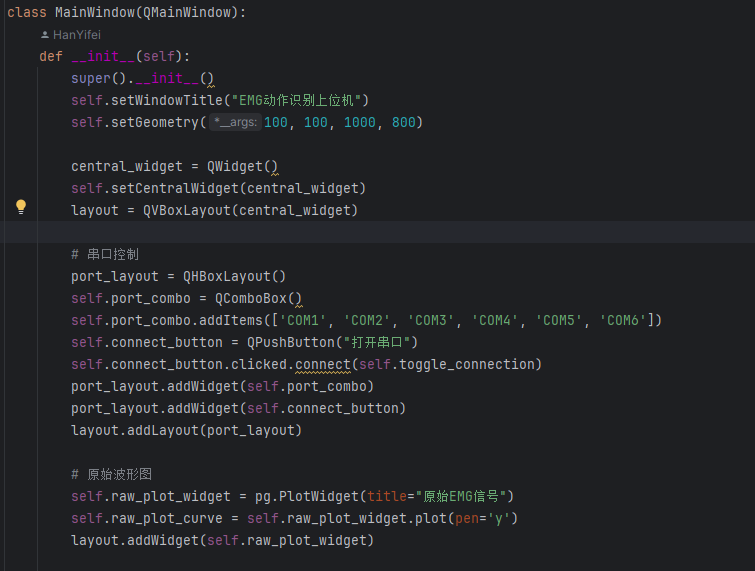 class MainWindow(QMainWindow):
HanYifei
def __init__(self):
super().__init__()
self.setWindowTitle("EMG动作识别上位机")
self.setGeometry( *__args: 100, 100, 1000, 800)
central_widget = QWidget()
self.setCentralWidget(central_widget)
layout = QVBoxLayout(central_widget)
# 串口控制
port_layout = QHBoxLayout()
self.port_combo = QComboBox()
self.port_combo.addItems(['COM1', 'COM2', 'COM3', 'COM4', 'COM5', 'COM6'])
self.connect_button = QPushButton("打开串口")
self.connect_button.clicked.connect(self.toggle_connection)
port_layout.addWidget(self.port_combo)
port_layout.addWidget(self.connect_button)
layout.addLayout(port_layout)
# 原始波形图
self.raw_plot_widget = pg.PlotWidget(title="原始EMG信号")
self.raw_plot_curve = self.raw_plot_widget.plot(pen='y')
layout.addWidget(self.raw_plot_widget)